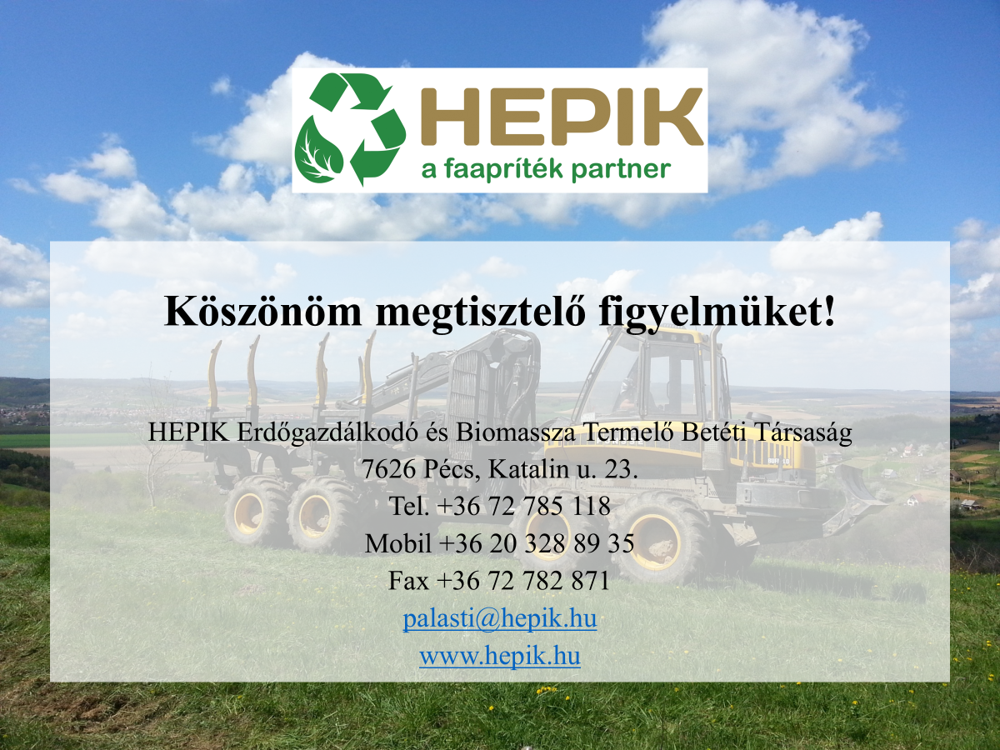 HEPIK
a faapríték partner
Köszönöm megtisztelő figyelmüket!
HEPIK Erdőgazdálkodó és Biomassza Termelő Betéti Társaság
7626 Pécs, Katalin u. 23.
Tel. +36 72 785 118
Mobil +36 20 328 89 35
Fax +36 72 782 871
palasti@hepik.hu
www.hepik.hu